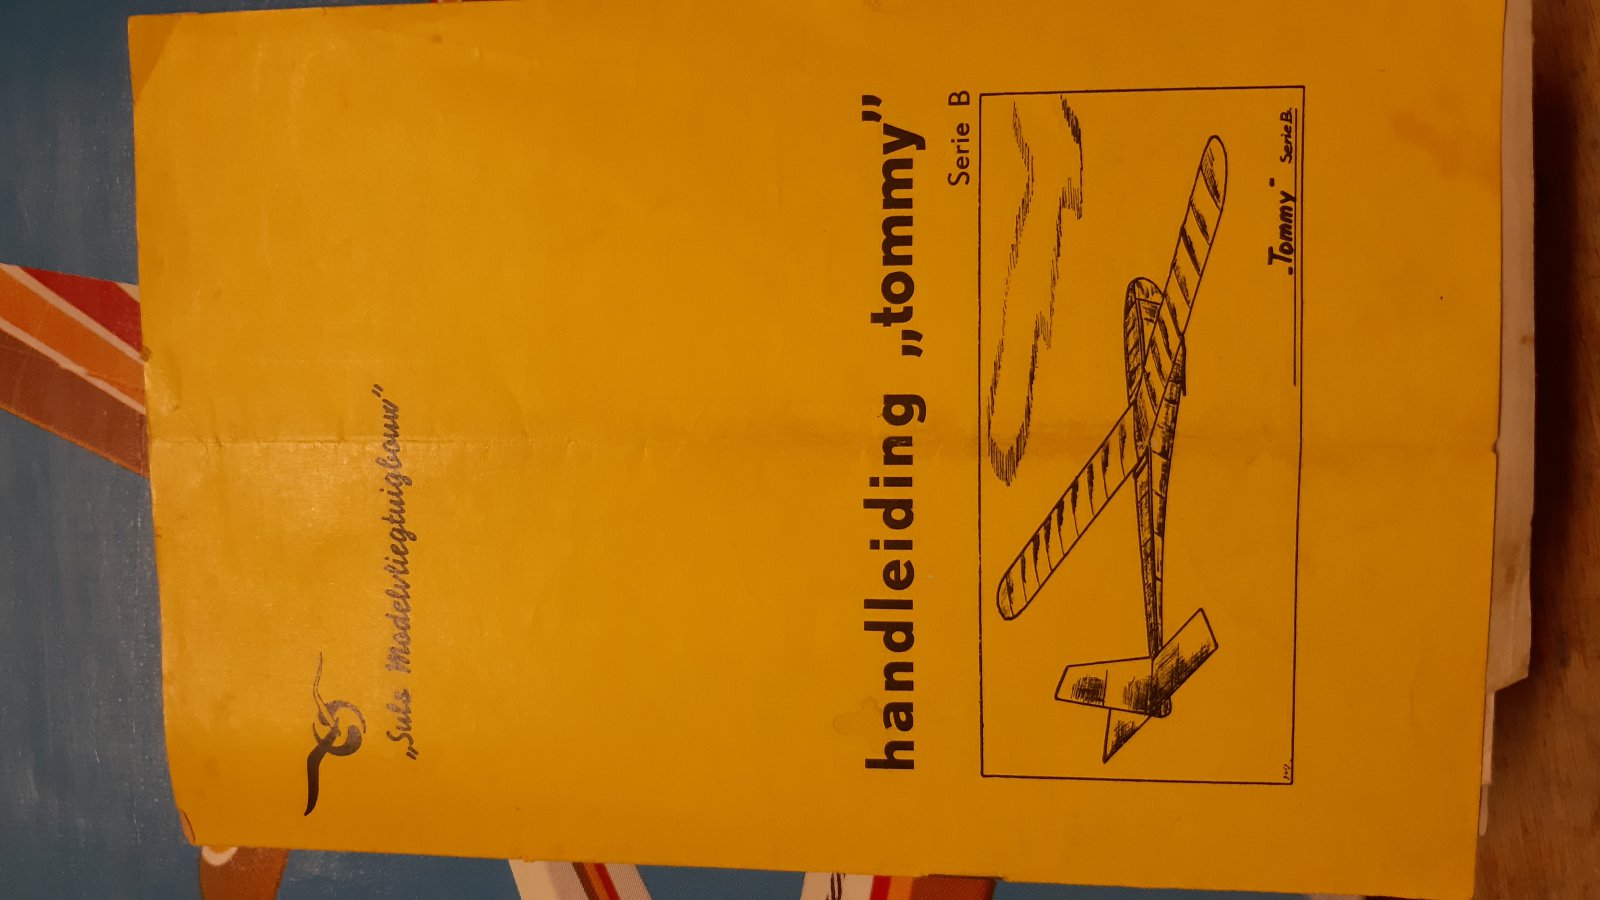 „Suls Modelvliegtuigbouw”
handleiding „tommy”
Serie B
„Tommy” Serie B.